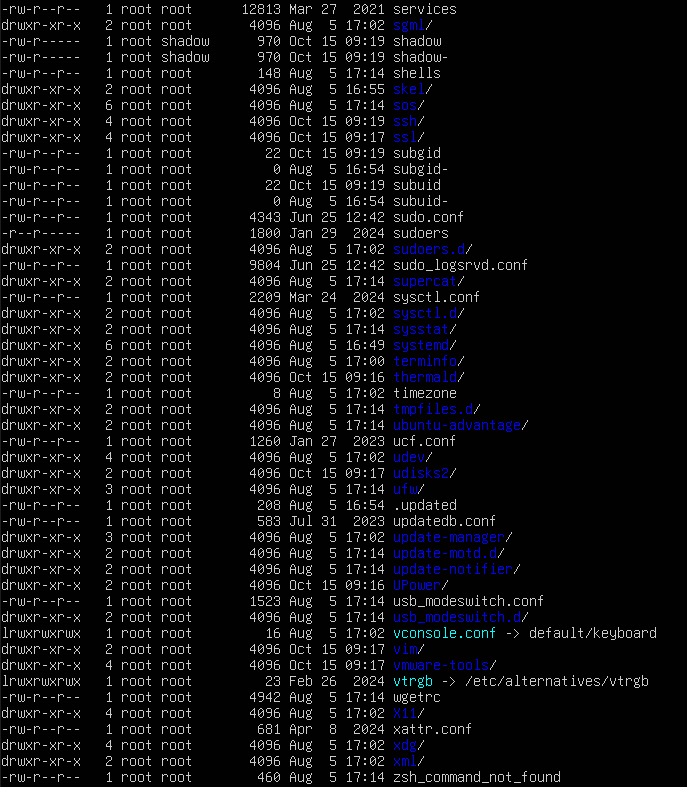 -rw-r--r--   1 root root      12813 Mar 27  2021 services
drwxr-xr-x   2 root root       4096 Aug  5 17:02 sgml/
-rw-r-----   1 root shadow      970 Oct 15 09:19 shadow
-rw-r-----   1 root shadow      970 Oct 15 09:19 shadow-
-rw-r--r--   1 root root        148 Aug  5 17:14 shells
drwxr-xr-x   2 root root       4096 Aug  5 16:55 skel/
drwxr-xr-x   6 root root       4096 Aug  5 17:14 sos/
drwxr-xr-x   4 root root       4096 Oct 15 09:19 ssh/
drwxr-xr-x   4 root root       4096 Oct 15 09:17 ssl/
-rw-r--r--   1 root root         22 Oct 15 09:19 subgid
-rw-r--r--   1 root root          0 Aug  5 16:54 subgid-
-rw-r--r--   1 root root         22 Oct 15 09:19 subuid
-rw-r--r--   1 root root          0 Aug  5 16:54 subuid-
-rw-r--r--   1 root root       4343 Jun 25 12:42 sudo.conf
-r--r-----   1 root root       1800 Jan 29  2024 sudoers
drwxr-xr-x   2 root root       4096 Aug  5 17:02 sudoers.d/
-rw-r--r--   1 root root       9804 Jun 25 12:42 sudo_logsrvd.conf
drwxr-xr-x   2 root root       4096 Aug  5 17:14 supercat/
-rw-r--r--   1 root root       2209 Mar 24  2024 sysctl.conf
drwxr-xr-x   2 root root       4096 Aug  5 17:02 sysctl.d/
drwxr-xr-x   2 root root       4096 Aug  5 17:14 sysstat/
drwxr-xr-x   6 root root       4096 Aug  5 16:49 systemd/
drwxr-xr-x   2 root root       4096 Aug  5 17:00 terminfo/
drwxr-xr-x   2 root root       4096 Oct 15 09:16 thermald/
-rw-r--r--   1 root root          8 Aug  5 17:02 timezone
drwxr-xr-x   2 root root       4096 Aug  5 17:14 tmpfiles.d/
drwxr-xr-x   2 root root       4096 Aug  5 17:14 ubuntu-advantage/
-rw-r--r--   1 root root       1260 Jan 27  2023 ucf.conf
drwxr-xr-x   4 root root       4096 Aug  5 17:02 udev/
drwxr-xr-x   2 root root       4096 Oct 15 09:17 udisks2/
drwxr-xr-x   3 root root       4096 Aug  5 17:14 ufw/
-rw-r--r--   1 root root        208 Aug  5 16:54 .updated
-rw-r--r--   1 root root        583 Jul 31  2023 updatedb.conf
drwxr-xr-x   3 root root       4096 Aug  5 17:02 update-manager/
drwxr-xr-x   2 root root       4096 Aug  5 17:14 update-motd.d/
drwxr-xr-x   2 root root       4096 Aug  5 17:14 update-notifier/
drwxr-xr-x   2 root root       4096 Oct 15 09:16 UPower/
-rw-r--r--   1 root root       1523 Aug  5 17:14 usb_modeswitch.conf
drwxr-xr-x   2 root root       4096 Aug  5 17:14 usb_modeswitch.d/
lrwxrwxrwx   1 root root         16 Aug  5 17:02 vconsole.conf -> default/keyboard
drwxr-xr-x   2 root root       4096 Oct 15 09:17 vim/
drwxr-xr-x   4 root root       4096 Oct 15 09:17 vmware-tools/
lrwxrwxrwx   1 root root         23 Feb 26  2024 vtrgb -> /etc/alternatives/vtrgb
-rw-r--r--   1 root root       4942 Aug  5 17:14 wgetrc
drwxr-xr-x   4 root root       4096 Aug  5 17:02 X11/
-rw-r--r--   1 root root        681 Apr  8  2024 xattr.conf
drwxr-xr-x   4 root root       4096 Aug  5 17:02 xdg/
drwxr-xr-x   2 root root       4096 Aug  5 17:02 xml/
-rw-r--r--   1 root root        460 Aug  5 17:14 zsh_command_not_found